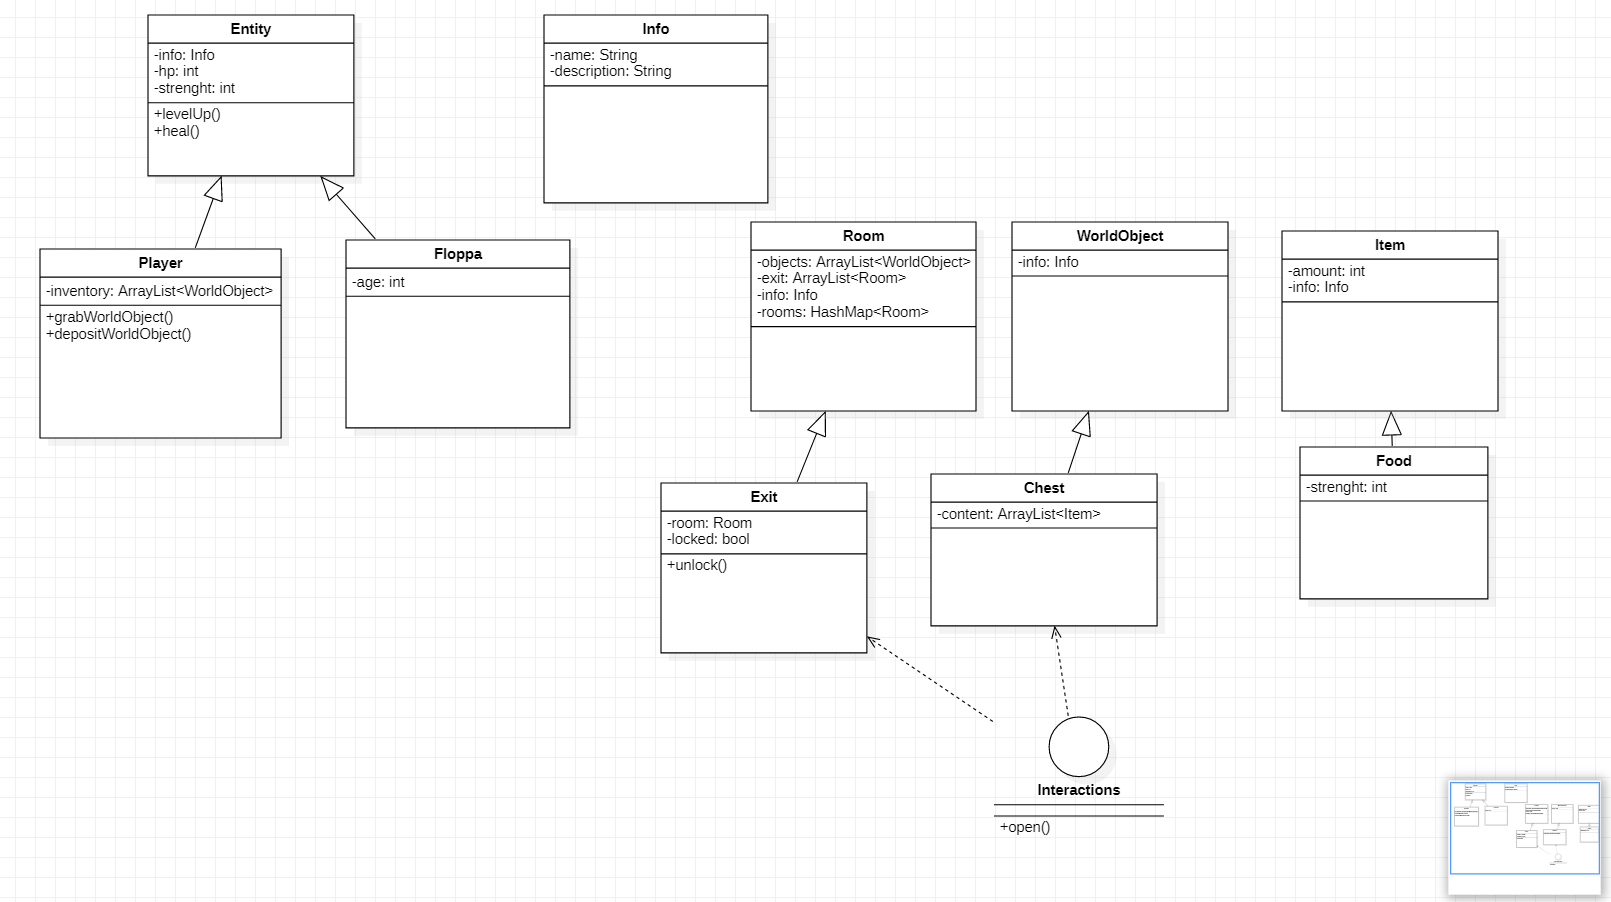 Entity
-info: Info
-hp: int
-strenght: int
+levelUp()
+heal()
Info
-name: String
-description: String
Player
-inventory: ArrayList<WorldObject>
+grabWorldObject()
+depositWorldObject()
Floppa
-age: int
Room
-objects: ArrayList<WorldObject>
-exit: ArrayList<Room>
-info: Info
-rooms: HashMap<Room>
WorldObject
-info: Info
Item
-amount: int
-info: Info
Exit
-room: Room
-locked: bool
+unlock()
Chest
-content: ArrayList<Item>
Food
-strenght: int
Interactions
+open()